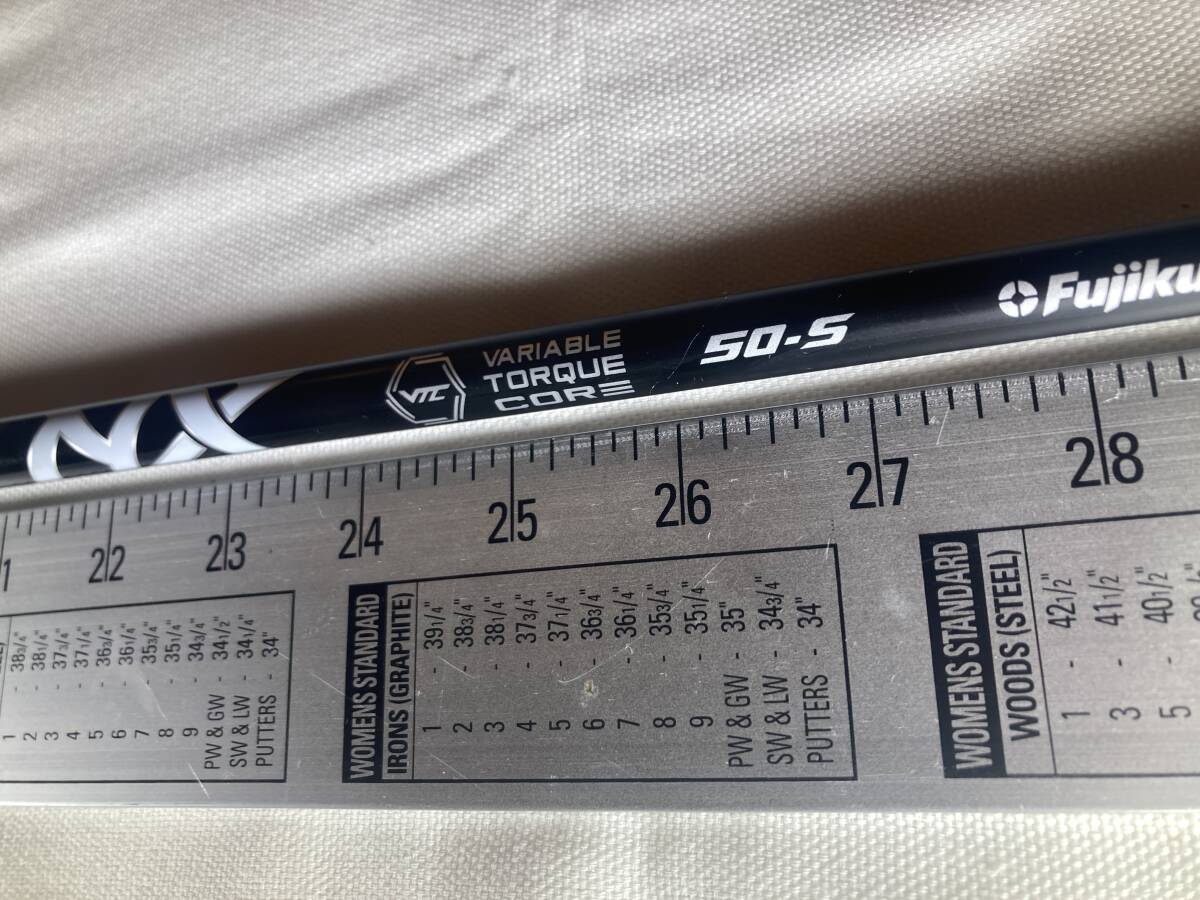 NX
VTC
VARIABLE
TORQUE
CORE
50-S
Fujiku
1 22 23 24 25 26 27 28
1 - 38 3/4"
2 - 38 1/4"
3 - 37 3/4"
4 - 37 1/4"
5 - 36 3/4"
6 - 36 1/4"
7 - 35 3/4"
8 - 35 1/4"
9 - 34 3/4"
PW & GW - 34 1/2"
SW & LW - 34 1/4"
PUTTERS - 34"
WOMENS STANDARD
IRONS (GRAPHITE)
1 - 39 1/4"
2 - 38 3/4"
3 - 38 1/4"
4 - 37 3/4"
5 - 37 1/4"
6 - 36 3/4"
7 - 36 1/4"
8 - 35 3/4"
9 - 35 1/4"
PW & GW - 35"
SW & LW - 34 3/4"
PUTTERS - 34"
WOMENS STANDARD
WOODS (STEEL)
1 - 42 1/2"
3 - 41 1/2"
5 - 40 1/2"